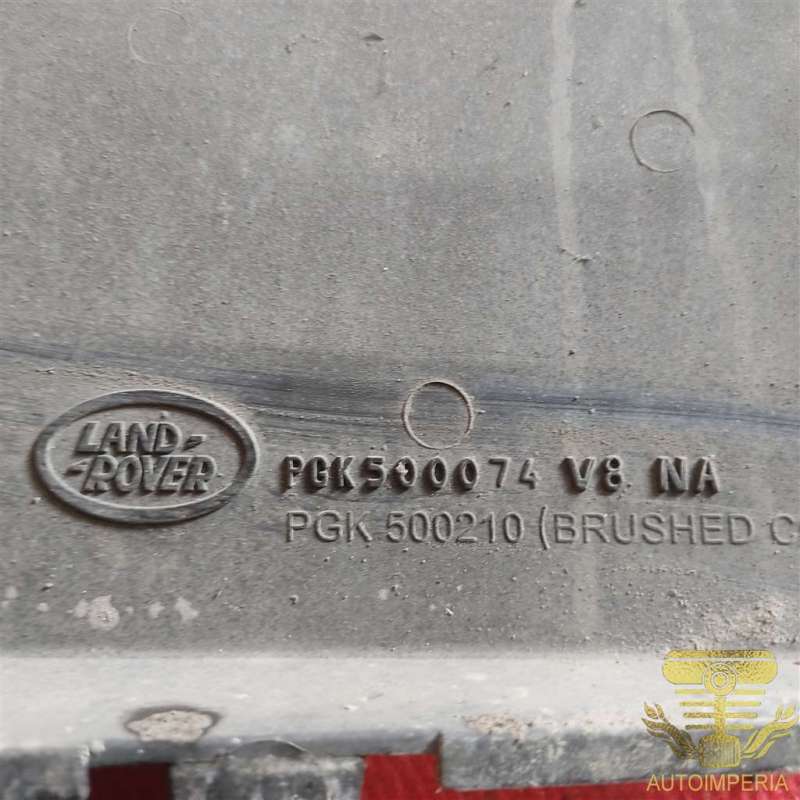 LAND-
-ROVER
PGK500074 V8 NA
PGK 500210 (BRUSHED
AUTOIMPERIA